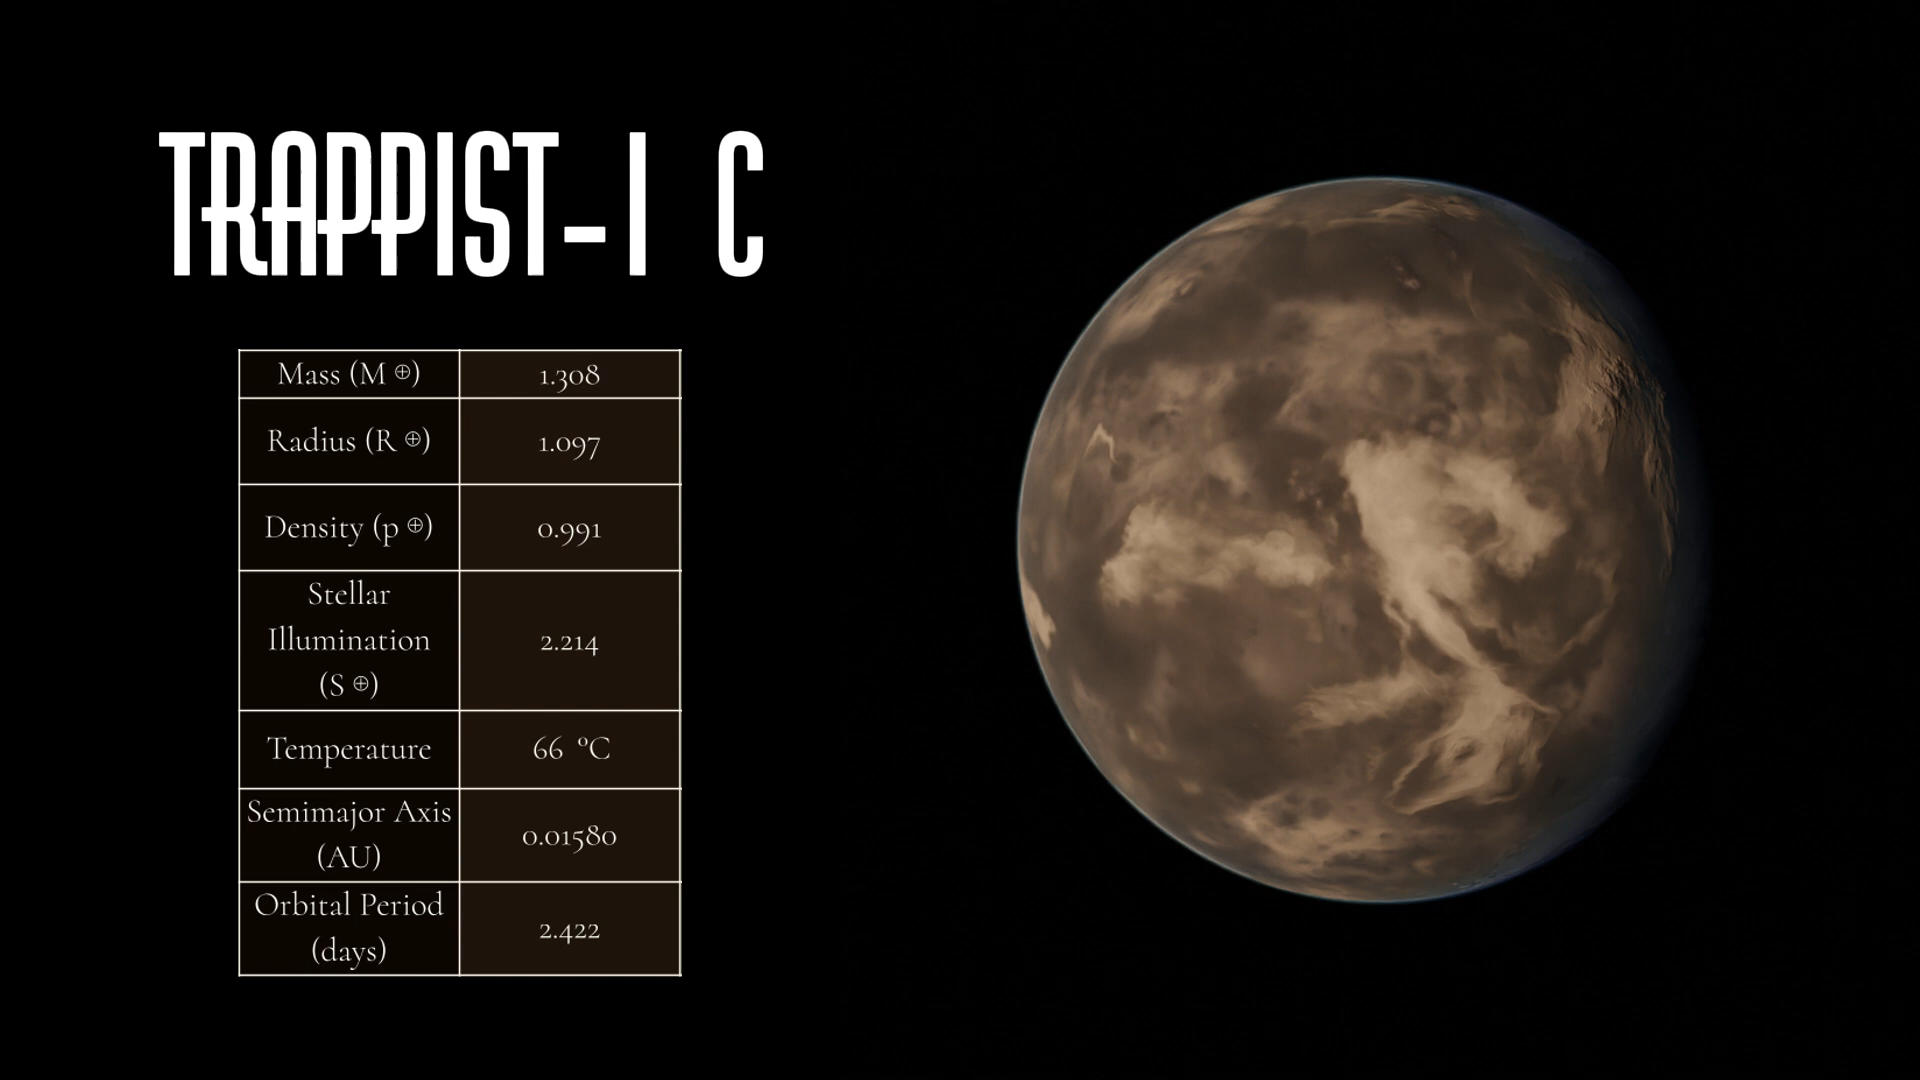 TRAPPIST-1 C
Mass (M ⊕)
1.308
Radius (R ⊕)
1.097
Density (p ⊕)
0.991
Stellar
Illumination
(S ⊕)
2.214
Temperature
66 °C
Semimajor Axis
(AU)
0.01580
Orbital Period
(days)
2.422